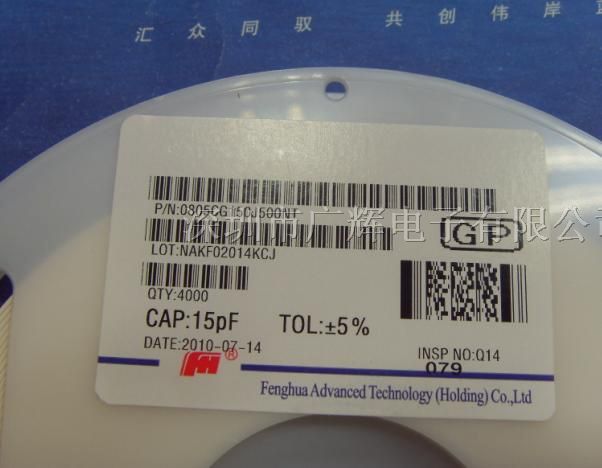 汇 众 同 驭 共 创 伟 岸 蓝
P/N:0805CG150J500NT
深圳市广辉电子有限公司
GP
LOT:NAKF02014KCJ
QTY:4000
CAP:15pF TOL:±5%
DATE:2010-07-14
INSP NO:Q14
079
FH®
Fenghua Advanced Technology (Holding) Co.,Ltd